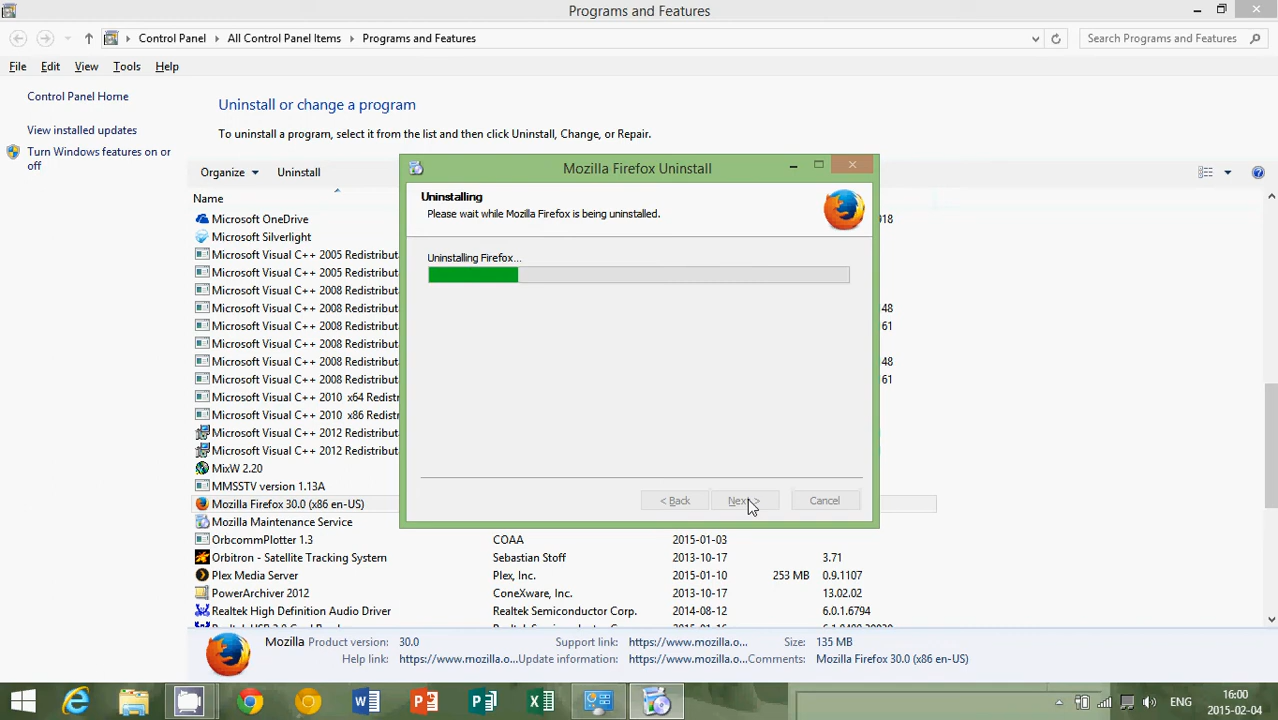 Programs and Features
Control Panel
All Control Panel Items
Programs and Features
Search Programs and Features
File Edit View Tools Help
Control Panel Home
View installed updates
Turn Windows features on or
off
Uninstall or change a program
To uninstall a program, select it from the list and then click Uninstall, Change, or Repair.
Organize
Uninstall
Name
Microsoft OneDrive
918
Microsoft Silverlight
Microsoft Visual C++ 2005 Redistribut
Microsoft Visual C++ 2005 Redistribut
Microsoft Visual C++ 2008 Redistribut
Microsoft Visual C++ 2008 Redistribut
48
Microsoft Visual C++ 2008 Redistribut
61
Microsoft Visual C++ 2008 Redistribut
Microsoft Visual C++ 2008 Redistribut
48
Microsoft Visual C++ 2008 Redistribut
61
Microsoft Visual C++ 2010 x64 Redistr
Microsoft Visual C++ 2010 x86 Redistr
Microsoft Visual C++ 2012 Redistribut
Microsoft Visual C++ 2012 Redistribut
MixW 2.20
MMSSTV version 1.13A
Mozilla Firefox 30.0 (x86 en-US)
Mozilla Maintenance Service
OrbcommPlotter 1.3 COAA 2015-01-03
Orbitron - Satellite Tracking System Sebastian Stoff 2013-10-17 3.71
Plex Media Server Plex, Inc. 2015-01-10 253 MB 0.9.1107
PowerArchiver 2012 ConeXware, Inc. 2013-10-17 13.02.02
Realtek High Definition Audio Driver Realtek Semiconductor Corp. 2014-08-12 6.0.1.6794
Mozilla Firefox Uninstall
Uninstalling
Please wait while Mozilla Firefox is being uninstalled.
Uninstalling Firefox...
< Back
Next >
Cancel
Mozilla Product version: 30.0 Support link: https://www.mozilla.o... Size: 135 MB
Help link: https://www.mozilla.o... Update information: https://www.mozilla.o... Comments: Mozilla Firefox 30.0 (x86 en-US)
ENG
16:00
2015-02-04